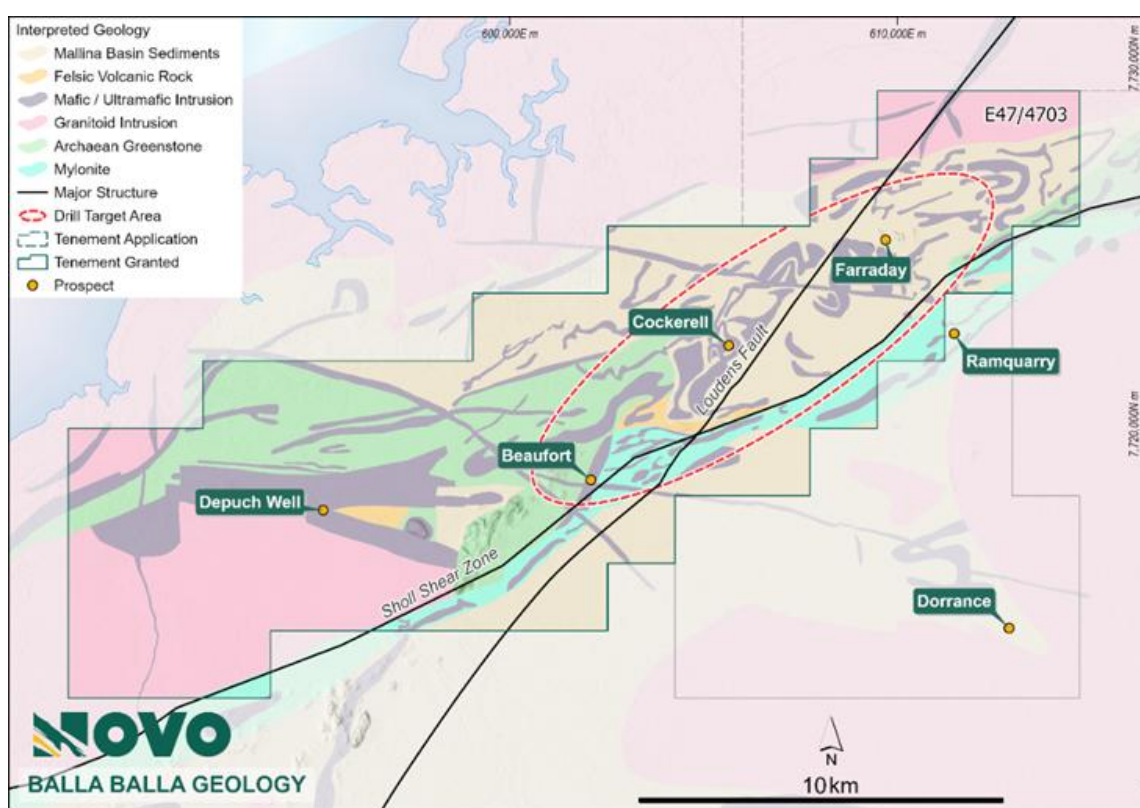 Interpreted Geology
Mallina Basin Sediments
Felsic Volcanic Rock
Mafic / Ultramafic Intrusion
Granitoid Intrusion
Archaean Greenstone
Mylonite
Major Structure
Drill Target Area
Tenement Application
Tenement Granted
Prospect
600,000E m
610,000E m
7,730,000N m
E47/4703
Farraday
Cockerell
Ramquarry
Loudens Fault
7,720,000N m
Beaufort
Depuch Well
Sholl Shear Zone
Dorrance
NOVO
BALLA BALLA GEOLOGY
N
10km